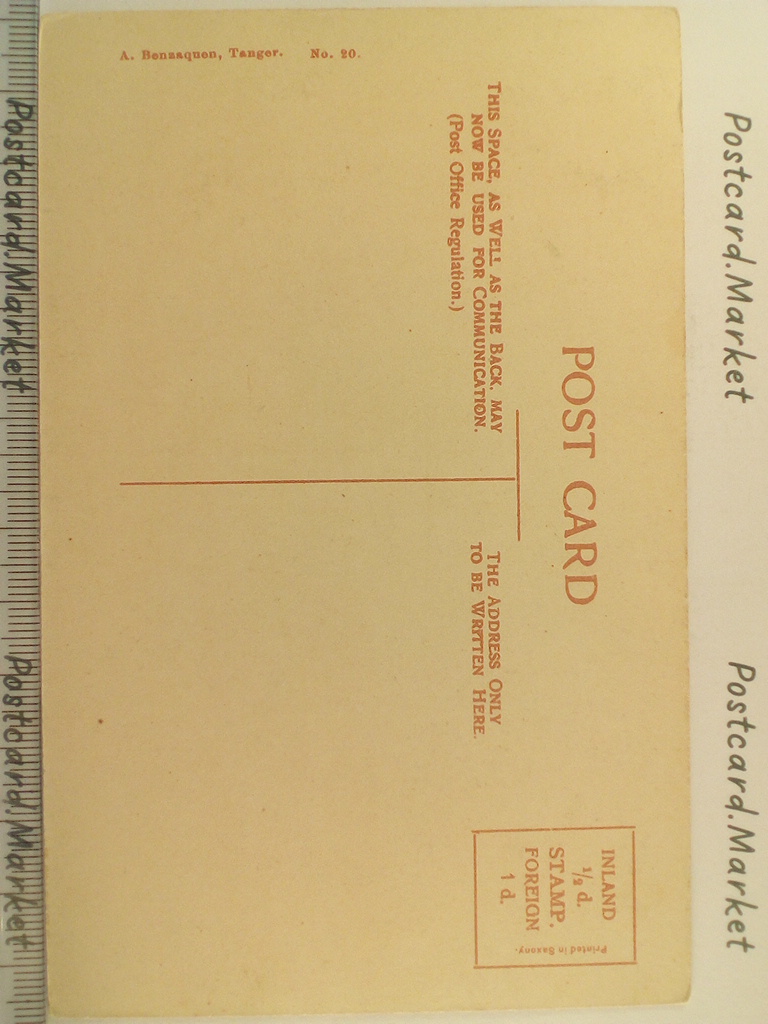 A. Benzaquen, Tanger. No. 20.
POST CARD
THIS SPACE, AS WELL AS THE BACK, MAY
NOW BE USED FOR COMMUNICATION.
(Post Office Regulation.)
THE ADDRESS ONLY
TO BE WRITTEN HERE.
INLAND
½ d.
STAMP.
FOREIGN
1 d.
Printed in Saxony.
Postcard.Market
Postcard.Market
Postcard.Market
Postcard.Market